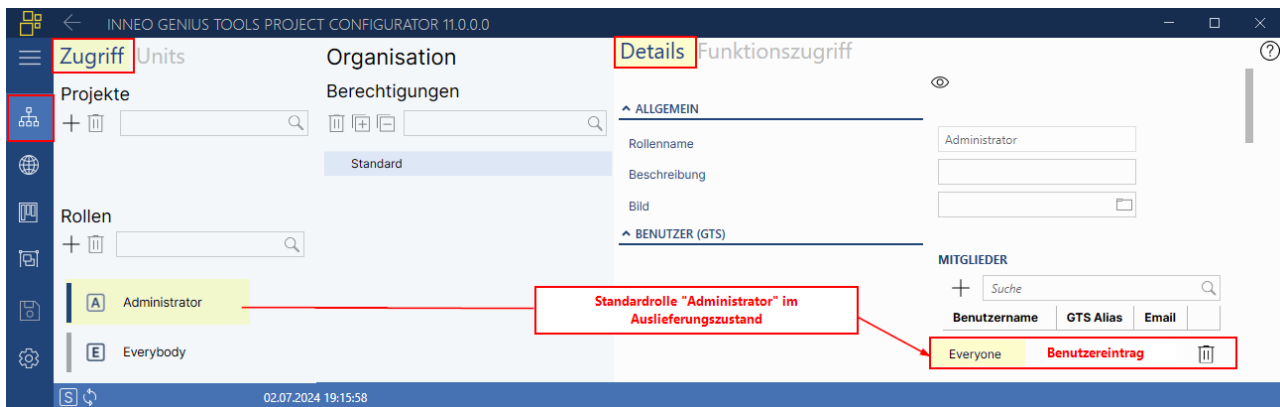 INNEO GENIUS TOOLS PROJECT CONFIGURATOR 11.0.0.0
Zugriff Units
Projekte
Rollen
A Administrator
E Everybody
Organisation
Berechtigungen
Standard
Details Funktionszugriff
ALLGEMEIN
Rollenname
Administrator
Beschreibung
Bild
BENUTZER (GTS)
MITGLIEDER
Suche
Benutzername GTS Alias Email
Everyone Benutzereintrag
Standardrolle "Administrator" im
Auslieferungszustand
S 02.07.2024 19:15:58